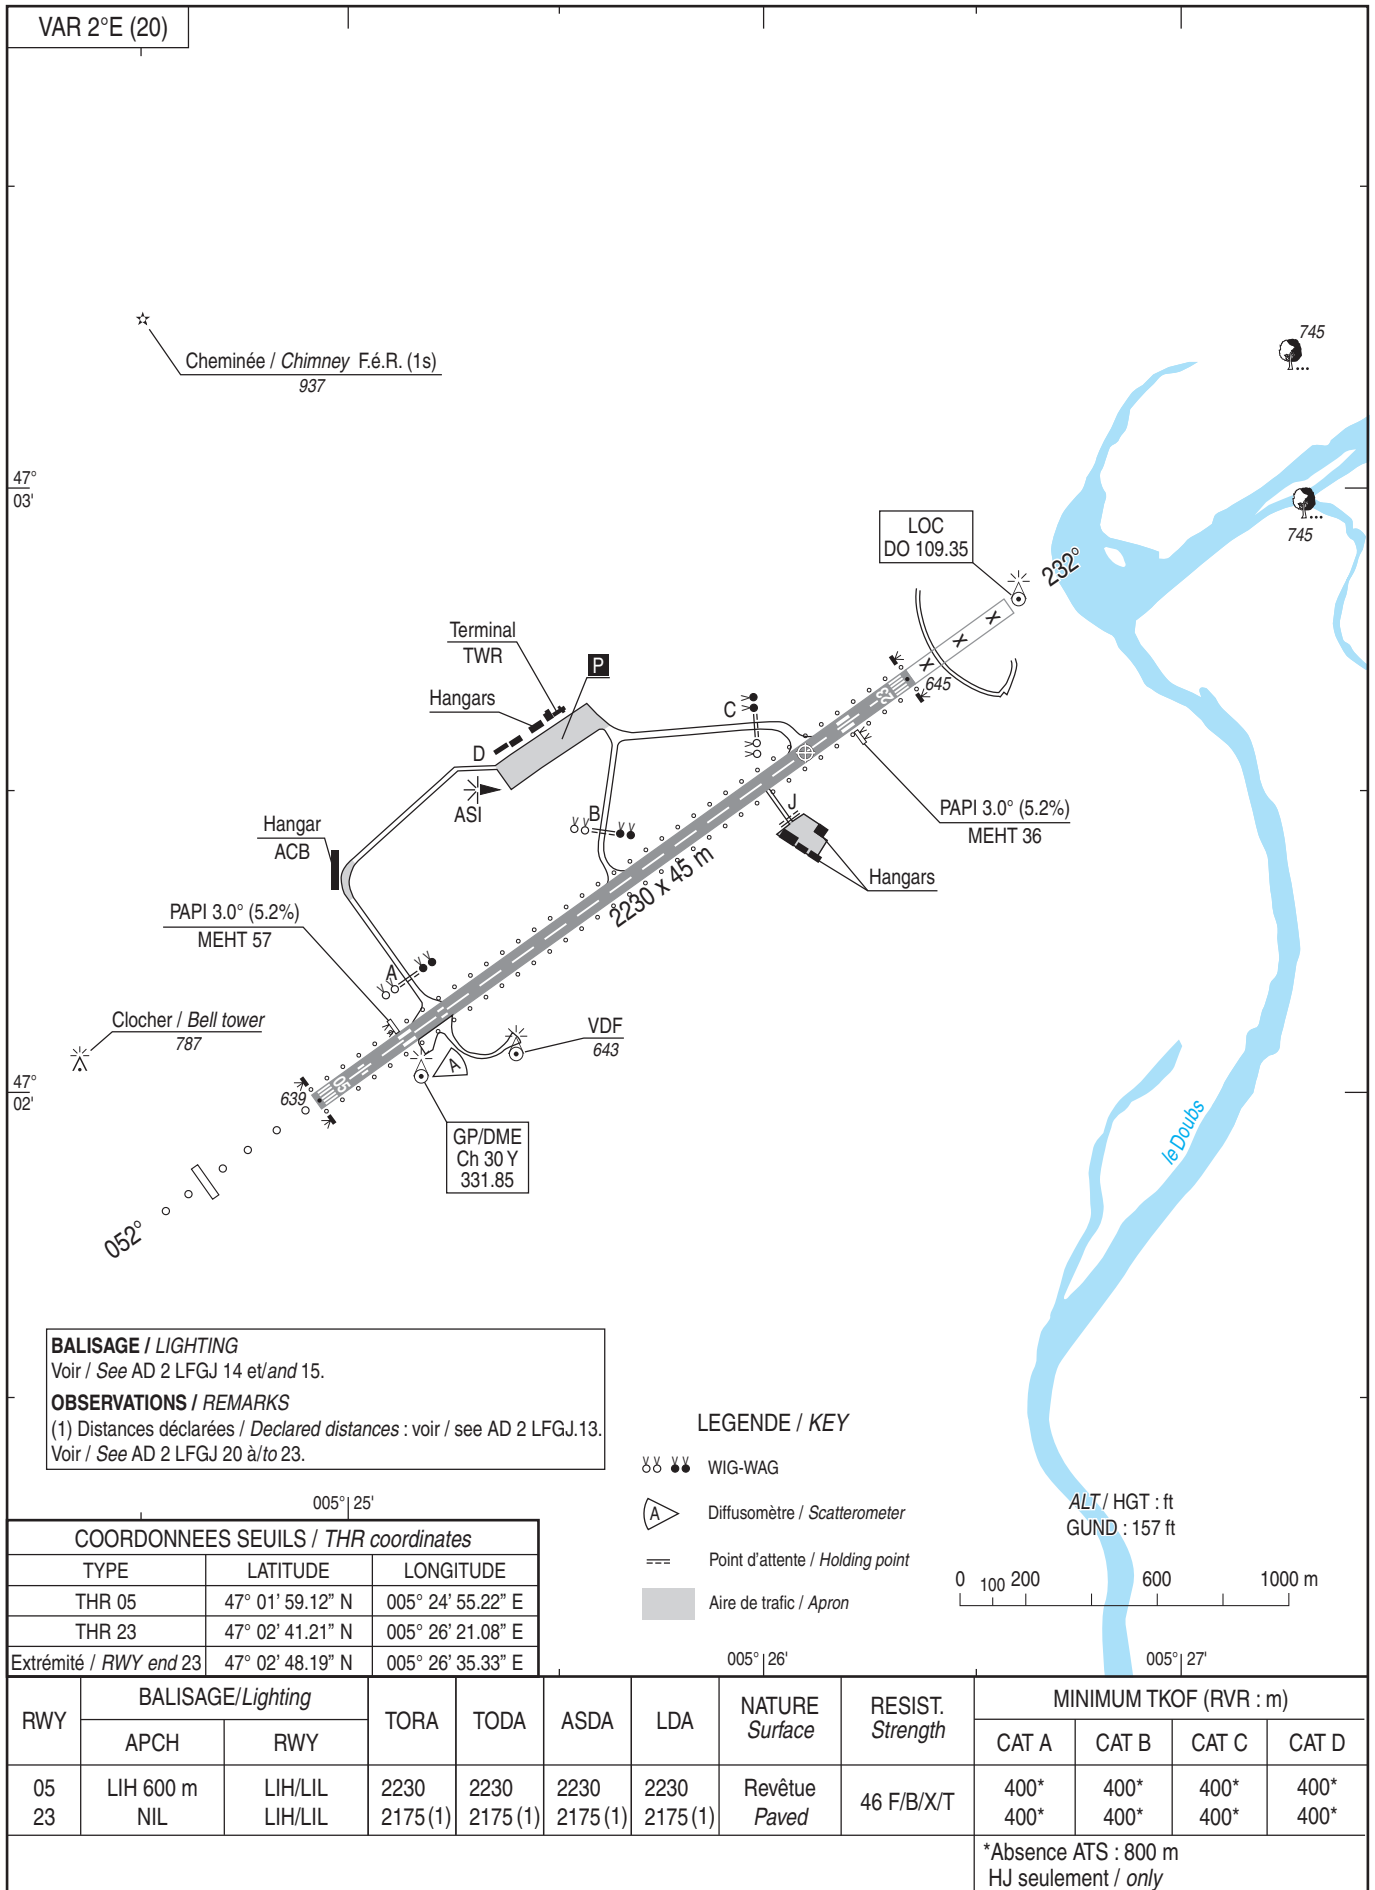 VAR 2°E (20)
Cheminée / Chimney F.é.R. (1s)
937
745
47°
03'
745
LOC
DO 109.35
232°
Terminal
TWR
P
Hangars
645
23
C
D
ASI
B
J
PAPI 3.0° (5.2%)
MEHT 36
Hangar
ACB
Hangars
2230 x 45 m
PAPI 3.0° (5.2%)
MEHT 57
A
Clocher / Bell tower
787
VDF
643
A
05
639
47°
02'
GP/DME
Ch 30 Y
331.85
le Doubs
052°
BALISAGE / LIGHTING
Voir / See AD 2 LFGJ 14 et/and 15.
OBSERVATIONS / REMARKS
(1) Distances déclarées / Declared distances : voir / see AD 2 LFGJ.13.
Voir / See AD 2 LFGJ 20 à/to 23.
LEGENDE / KEY
WIG-WAG
A Diffusomètre / Scatterometer
Point d'attente / Holding point
Aire de trafic / Apron
ALT / HGT : ft
GUND : 157 ft
0 100 200 600 1000 m
005° 25'
005° 26'
005° 27'
COORDONNEES SEUILS / THR coordinates
TYPE LATITUDE LONGITUDE
THR 05 47° 01' 59.12" N 005° 24' 55.22" E
THR 23 47° 02' 41.21" N 005° 26' 21.08" E
Extrémité / RWY end 23 47° 02' 48.19" N 005° 26' 35.33" E
RWY BALISAGE/Lighting TORA TODA ASDA LDA NATURE Surface RESIST. Strength MINIMUM TKOF (RVR : m)
APCH RWY CAT A CAT B CAT C CAT D
05 LIH 600 m LIH/LIL 2230 2230 2230 2230 Revêtue 46 F/B/X/T 400* 400* 400* 400*
23 NIL LIH/LIL 2175 (1) 2175 (1) 2175 (1) 2175 (1) Paved 400* 400* 400* 400*
*Absence ATS : 800 m
HJ seulement / only